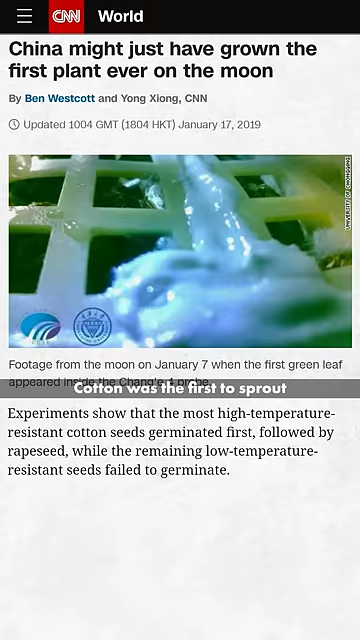 CNN World
China might just have grown the
first plant ever on the moon
By Ben Westcott and Yong Xiong, CNN
Updated 1004 GMT (1804 HKT) January 17, 2019
UNIVERSITY OF CHONGQING
Footage from the moon on January 7 when the first green leaf
appeared inside the Chang'e 4 probe.
Cotton was the first to sprout
Experiments show that the most high-temperature-
resistant cotton seeds germinated first, followed by
rapeseed, while the remaining low-temperature-
resistant seeds failed to germinate.